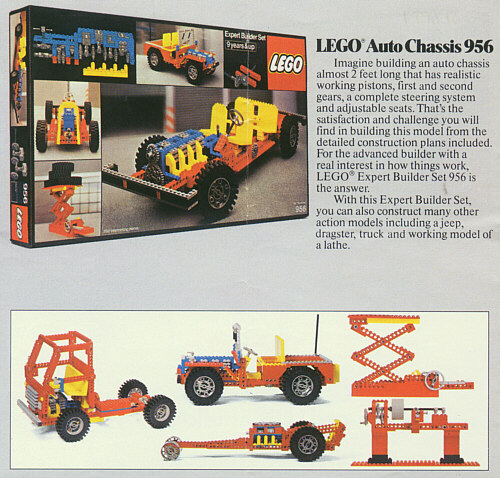 Expert Builder Set
9 years & up
LEGO
956
LEGO
956
LEGO® Auto Chassis 956
Imagine building an auto chassis
almost 2 feet long that has realistic
working pistons, first and second
gears, a complete steering system
and adjustable seats. That's the
satisfaction and challenge you will
find in building this model from the
detailed construction plans included.
For the advanced builder with a
real interest in how things work,
LEGO® Expert Builder Set 956 is
the answer.
With this Expert Builder Set,
you can also construct many other
action models including a jeep,
dragster, truck and working model of
a lathe.